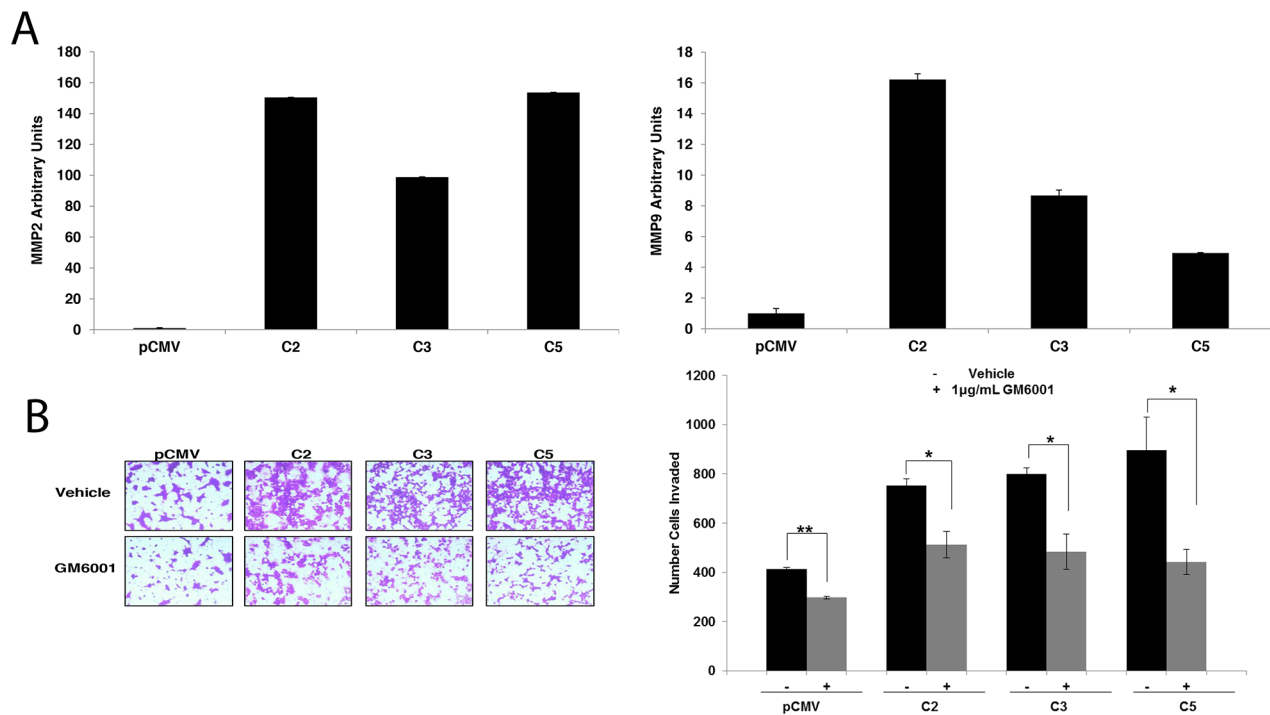 A
MMP2 Arbitrary Units
180
160
140
120
100
80
60
40
20
0
pCMV C2 C3 C5
MMP9 Arbitrary Units
18
16
14
12
10
8
6
4
2
0
pCMV C2 C3 C5
B
pCMV C2 C3 C5
Vehicle
GM6001
- Vehicle
+ 1µg/mL GM6001
Number Cells Invaded
1200
1000
800
600
400
200
0
** * * *
- + - + - + - +
pCMV C2 C3 C5